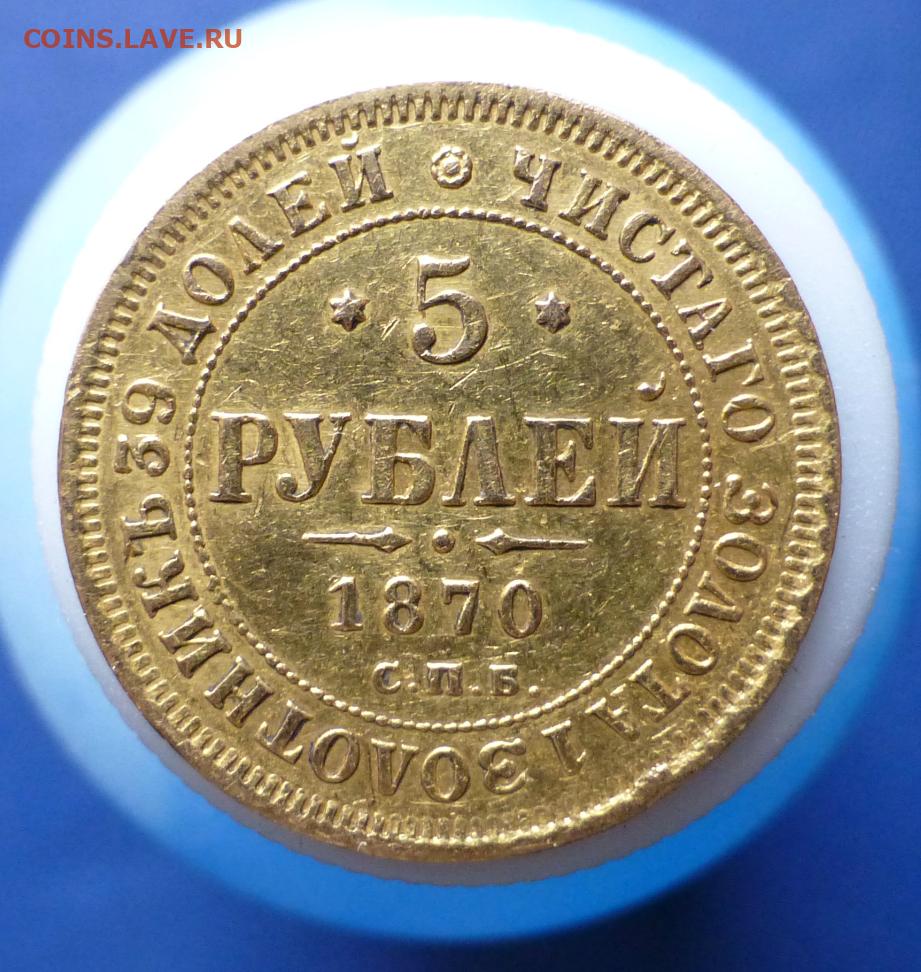 COINS.LAVE.RU
ЧИСТАГО ЗОЛОТА 1 ЗОЛОТНИКЪ 39 ДОЛЕЙ
5
РУБЛЕЙ
1870
С.П.Б.